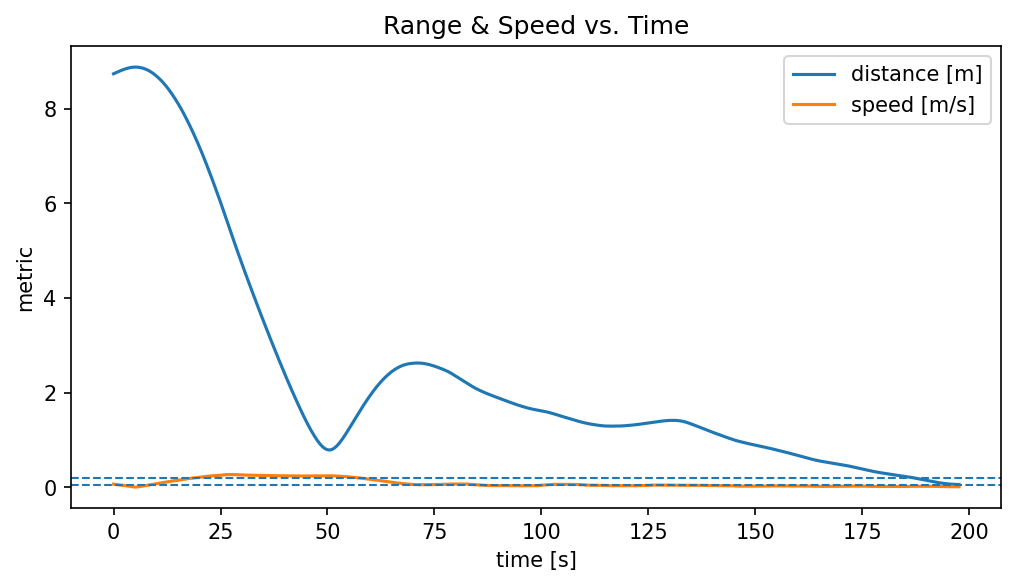 Range & Speed vs. Time
distance [m]
speed [m/s]
metric
8
6
4
2
0
0 25 50 75 100 125 150 175 200
time [s]